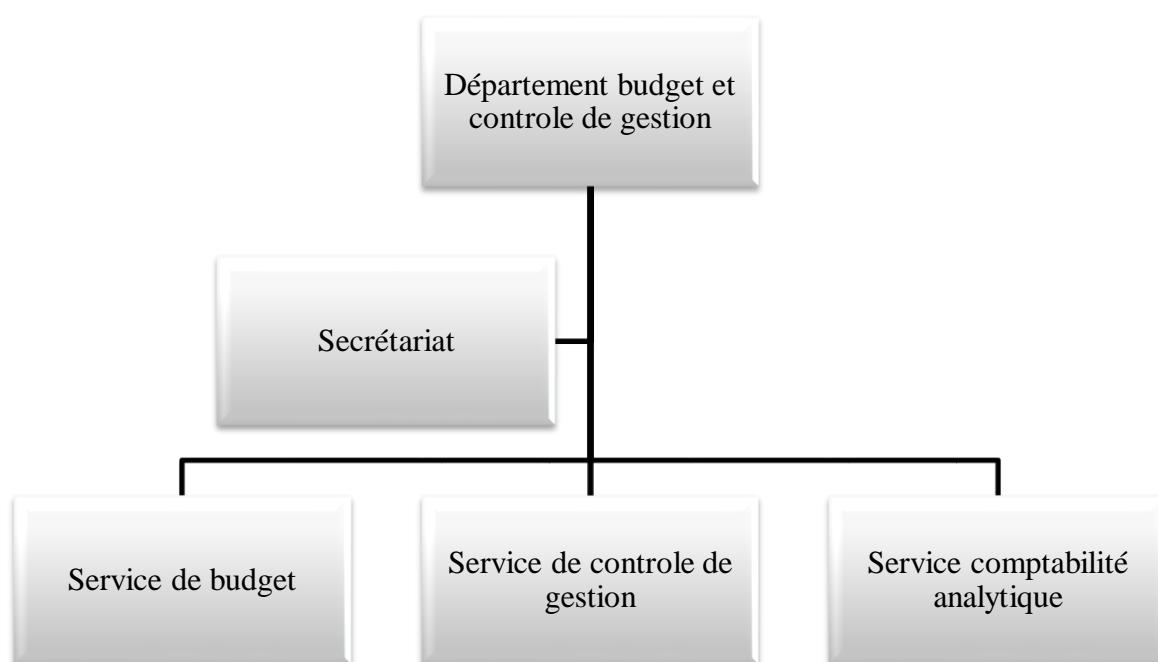 Département budget et
controle de gestion
Secrétariat
Service de budget
Service de controle de
gestion
Service comptabilité
analytique